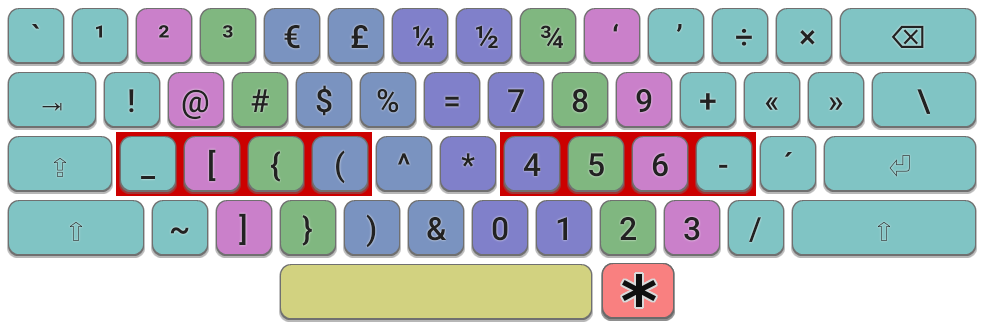 ` ¹ ² ³ € £ ¼ ½ ¾ ‘ ’ ÷ × ⌫
⇥ ! @ # $ % = 7 8 9 + « » \
⇪ _ [ { ( ^ * 4 5 6 - ´ ⏎
⇧ ~ ] } ) & 0 1 2 3 / ⇧
*